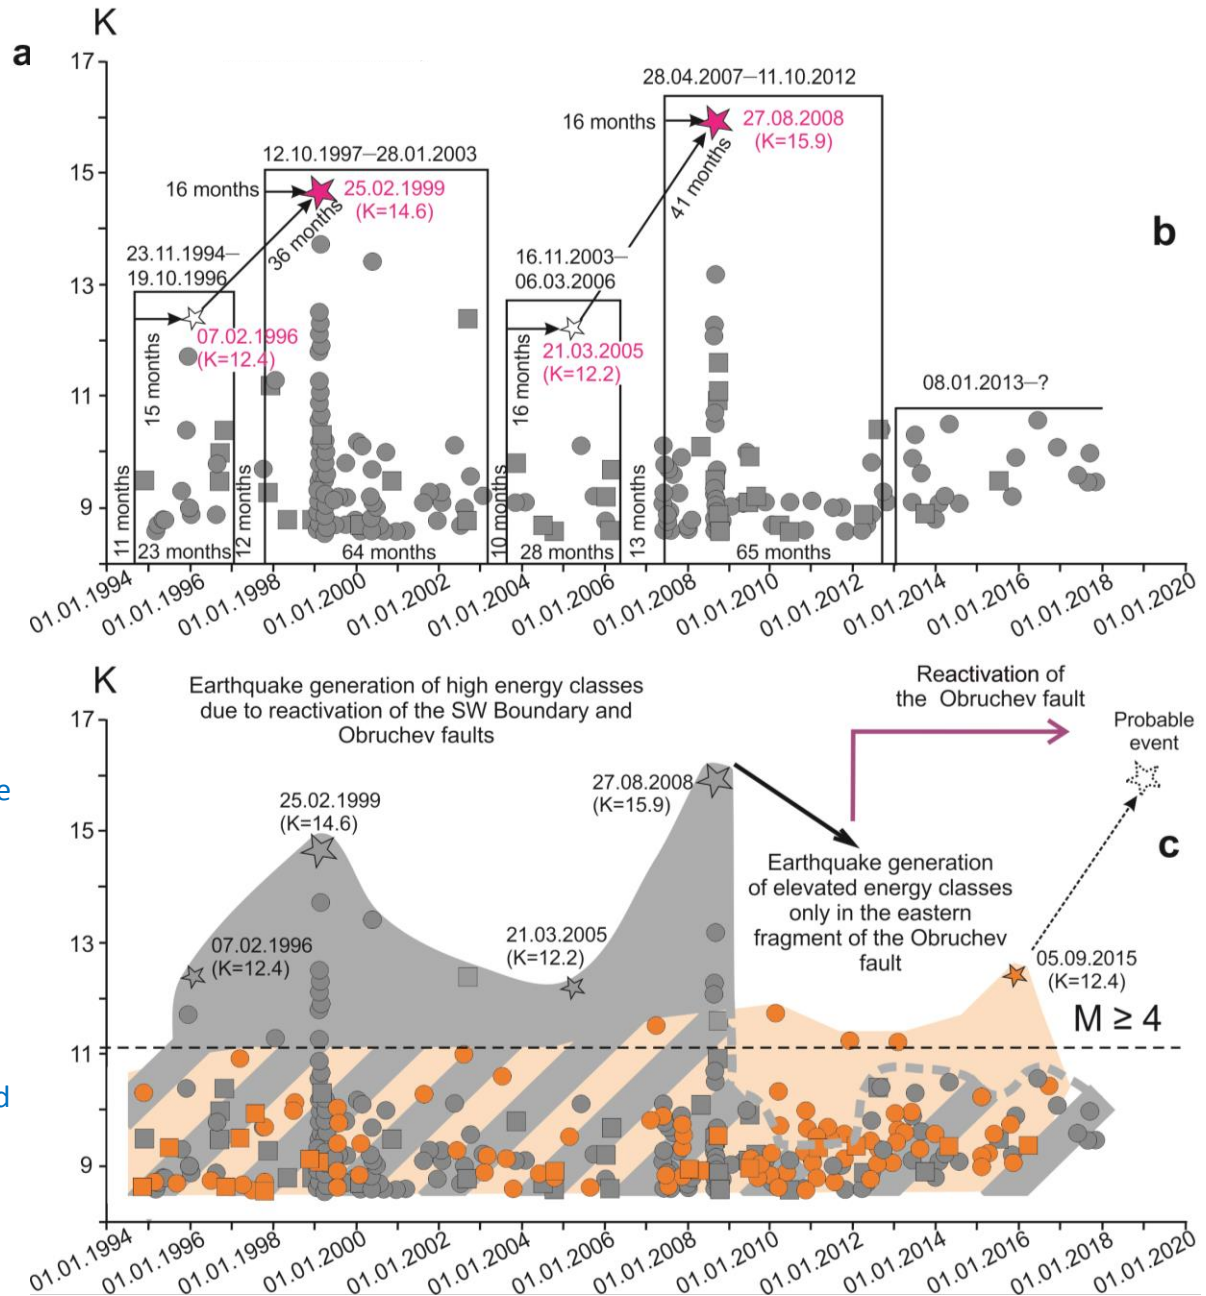 K
a
17
15
13
11
9
28.04.2007–11.10.2012
16 months
27.08.2008
(K=15.9)
41 months
12.10.1997–28.01.2003
16 months
25.02.1999
(K=14.6)
36 months
b
23.11.1994–
19.10.1996
07.02.1996
(K=12.4)
15 months
16.11.2003–
06.03.2006
21.03.2005
(K=12.2)
16 months
08.01.2013–?
11 months
23 months
12 months
64 months
10 months
28 months
13 months
65 months
01.01.1994
01.01.1996
01.01.1998
01.01.2000
01.01.2002
01.01.2004
01.01.2006
01.01.2008
01.01.2010
01.01.2012
01.01.2014
01.01.2016
01.01.2018
01.01.2020
K
17
15
13
11
9
Earthquake generation of high energy classes
due to reactivation of the SW Boundary and
Obruchev faults
Reactivation of
the Obruchev fault
Probable
event
e
27.08.2008
(K=15.9)
25.02.1999
(K=14.6)
c
Earthquake generation
of elevated energy classes
only in the eastern
fragment of the Obruchev
fault
07.02.1996
(K=12.4)
21.03.2005
(K=12.2)
05.09.2015
(K=12.4)
M ≥ 4
d
01.01.1994
01.01.1996
01.01.1998
01.01.2000
01.01.2002
01.01.2004
01.01.2006
01.01.2008
01.01.2010
01.01.2012
01.01.2014
01.01.2016
01.01.2018
01.01.2020